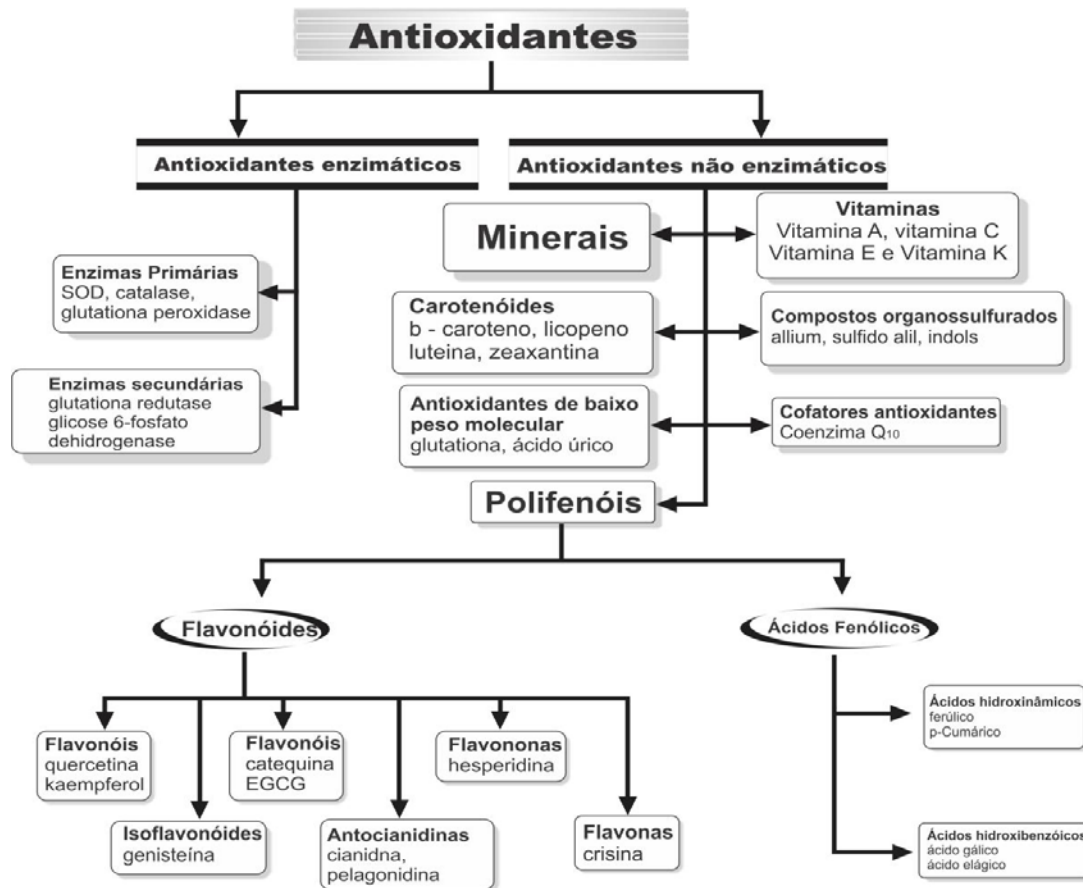 Antioxidantes
Antioxidantes enzimáticos
Antioxidantes não enzimáticos
Enzimas Primárias
SOD, catalase,
glutationa peroxidase
Enzimas secundárias
glutationa redutase
glicose 6-fosfato
dehidrogenase
Minerais
Vitaminas
Vitamina A, vitamina C
Vitamina E e Vitamina K
Carotenóides
b - caroteno, licopeno
luteina, zeaxantina
Compostos organossulfurados
allium, sulfido alil, indols
Antioxidantes de baixo
peso molecular
glutationa, ácido úrico
Cofatores antioxidantes
Coenzima Q₁₀
Polifenóis
Flavonóides
Ácidos Fenólicos
Flavonóis
quercetina
kaempferol
Isoflavonóides
genisteína
Flavonóis
catequina
EGCG
Antocianidinas
cianidna,
pelagonidina
Flavononas
hesperidina
Flavonas
crisina
Ácidos hidroxinâmicos
ferúlico
p-Cumárico
Ácidos hidroxibenzóicos
ácido gálico
ácido elágico